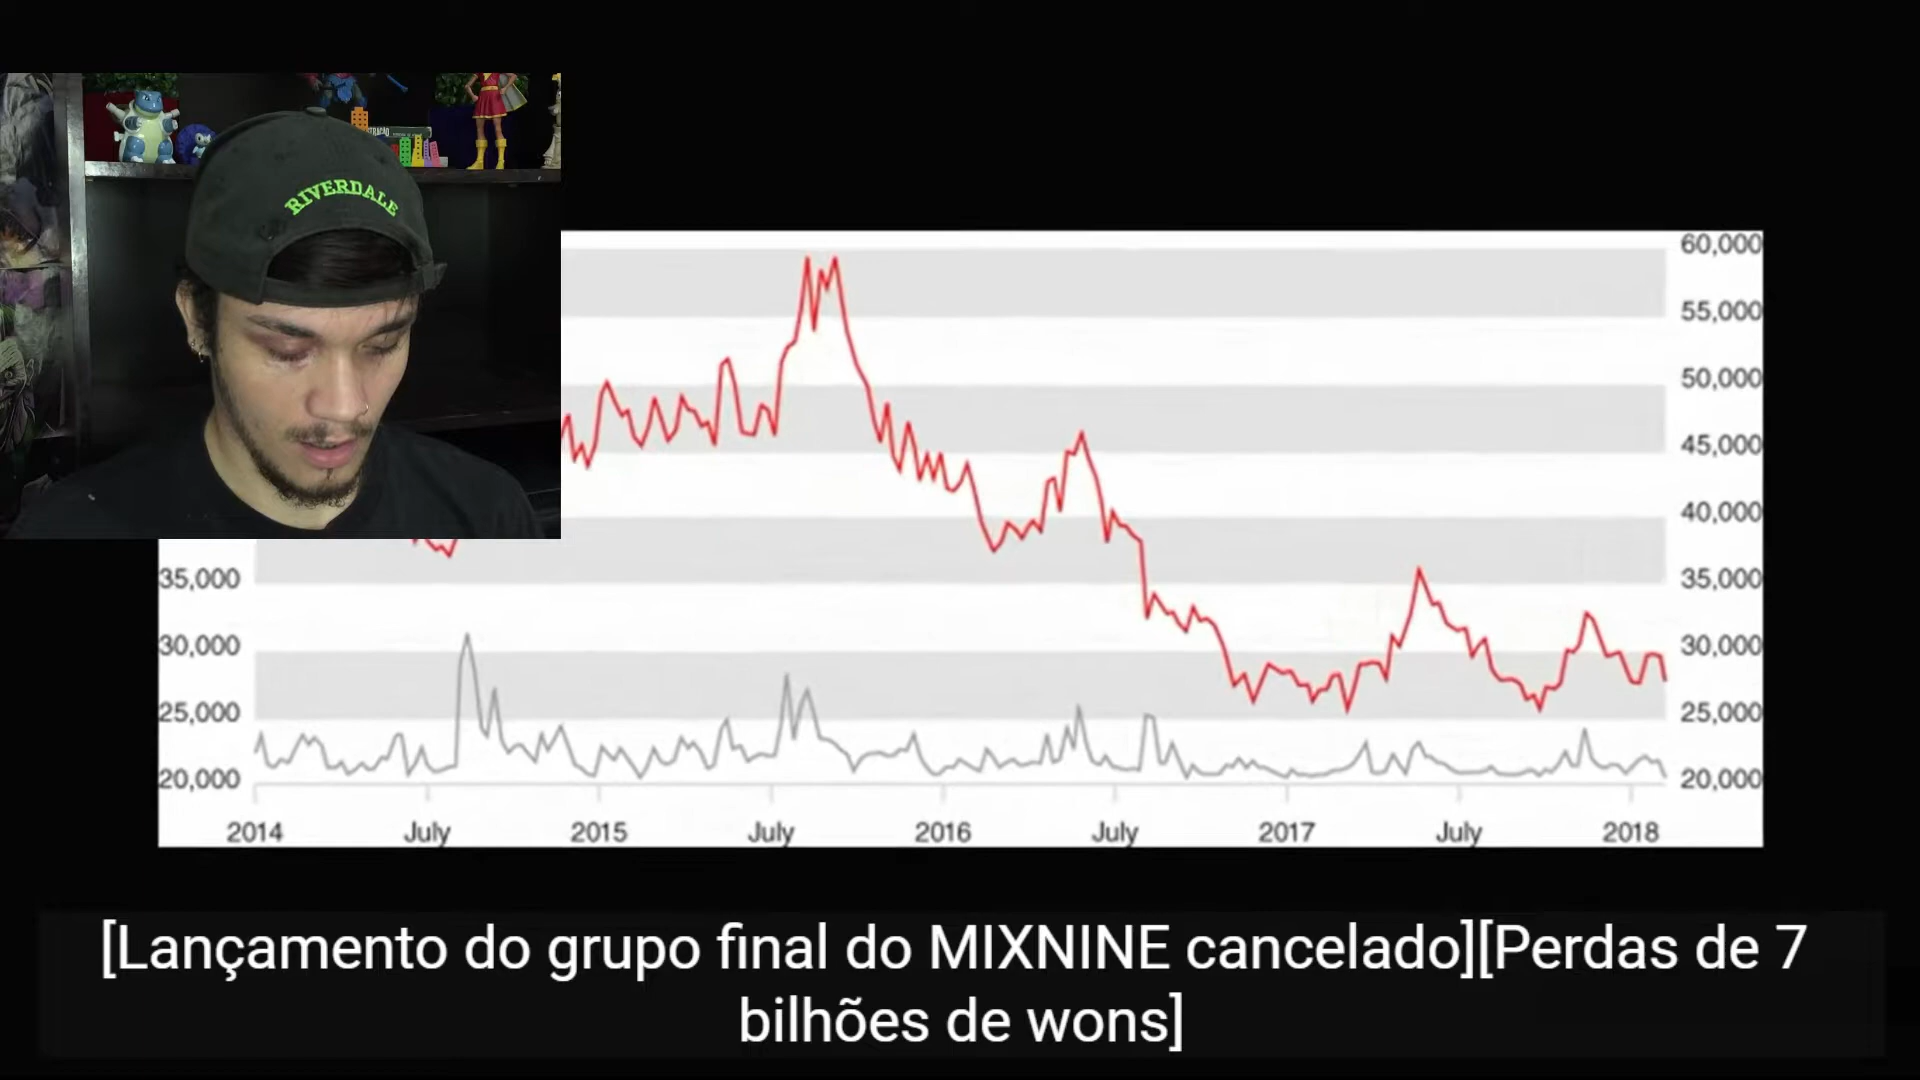 TRAÇÃO
RIVERDALE
60,000
55,000
50,000
45,000
40,000
35,000 35,000
30,000 30,000
25,000 25,000
20,000 20,000
2014 July 2015 July 2016 July 2017 July 2018
[Lançamento do grupo final do MIXNINE cancelado][Perdas de 7
bilhões de wons]